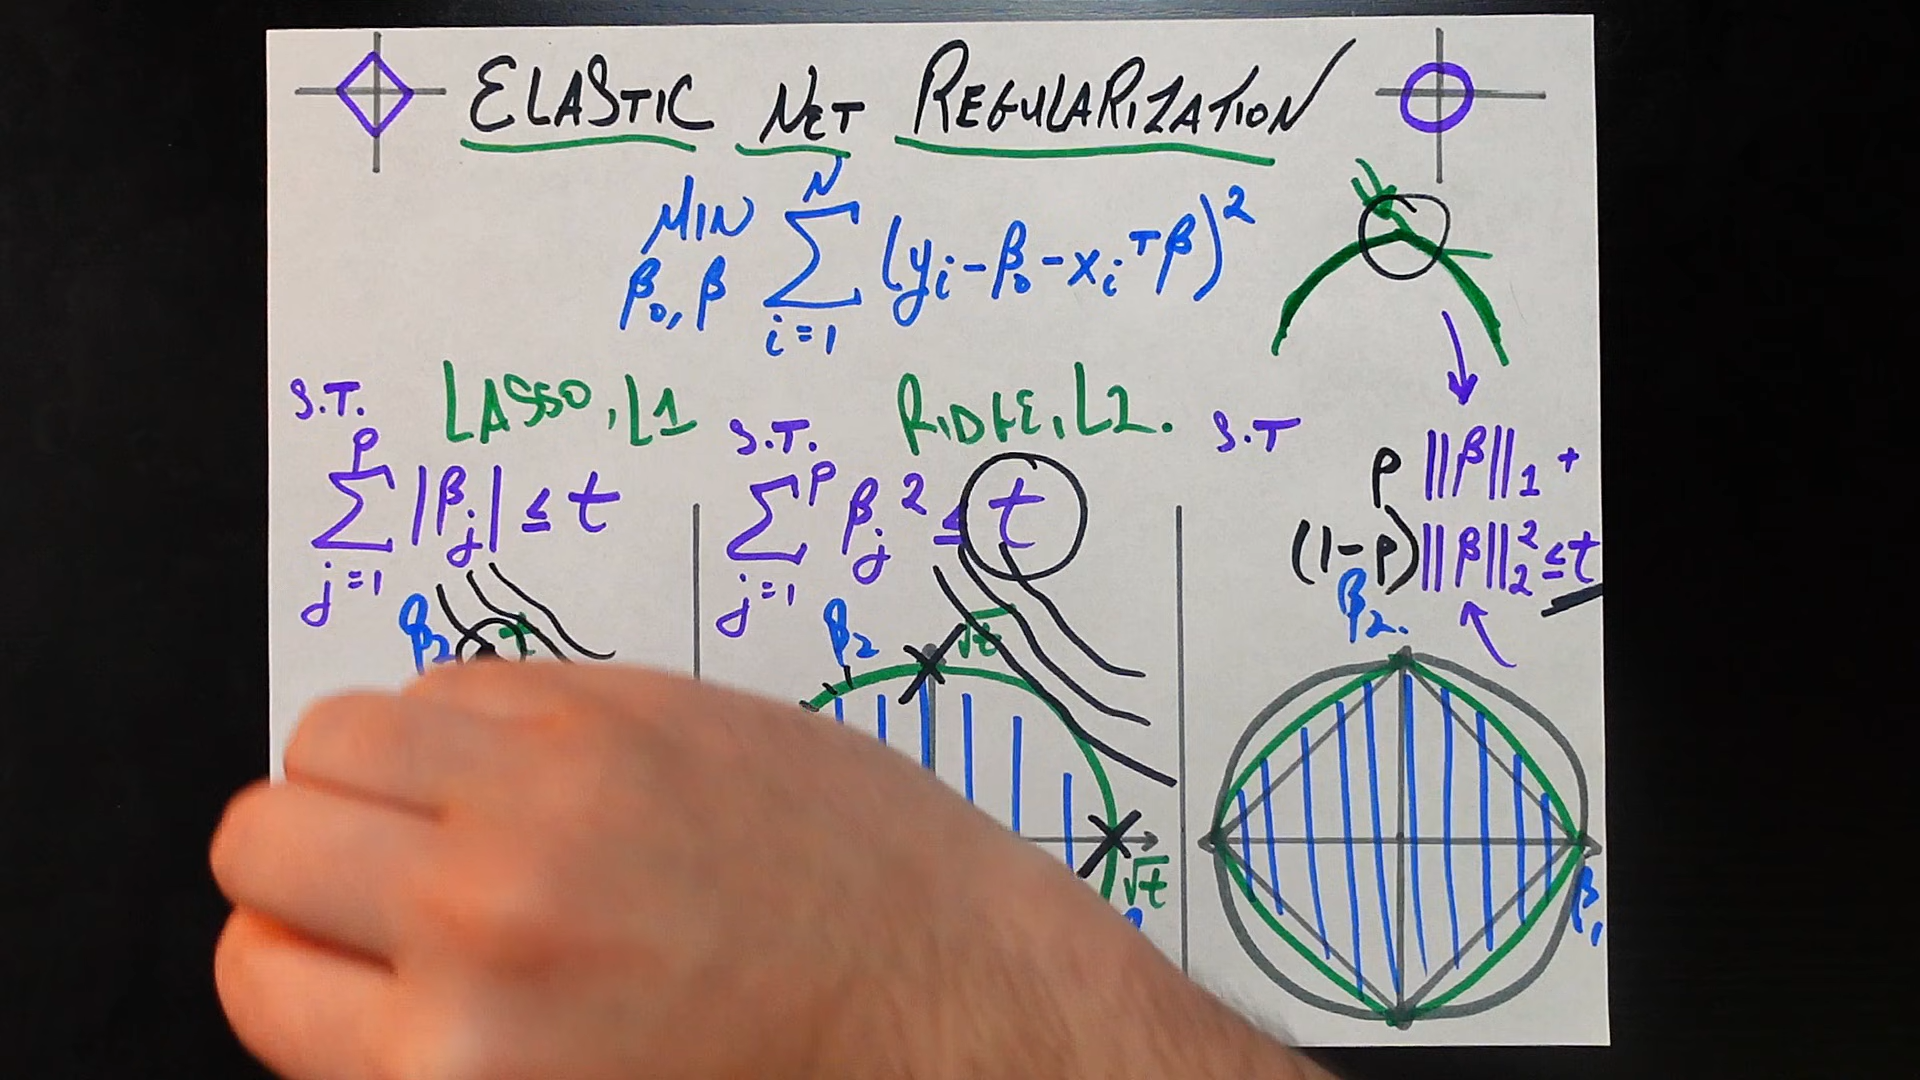 ELASTIC NET REGULARIZATION
MIN β₀, β N ∑ i=1 (yᵢ - β₀ - xᵢᵀβ)²
S.T. LASSO, L1
p ∑ j=1 |βⱼ| ≤ t
β₂
RIDGE, L2.
S.T.
p ∑ j=1 βⱼ² ≤ t
β₂
√t
√t
S.T
ρ ||β||₁ +
(1-ρ) ||β||₂² ≤ t
β₂.
β₁